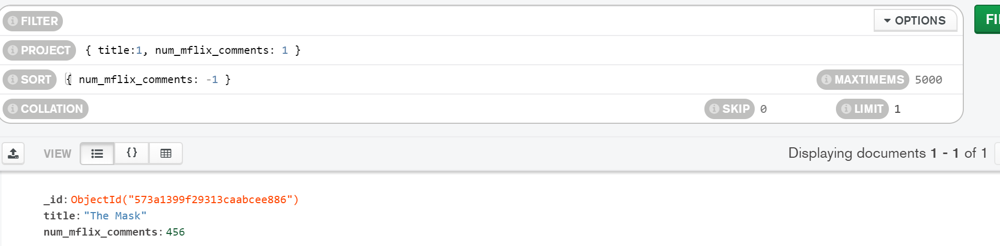 FILTER
OPTIONS
PROJECT { title:1, num_mflix_comments: 1 }
SORT { num_mflix_comments: -1 }
MAXTIMEMS 5000
COLLATION
SKIP 0
LIMIT 1
VIEW {} Displaying documents 1 - 1 of 1
_id: ObjectId("573a1399f29313caabcee886")
title: "The Mask"
num_mflix_comments: 456